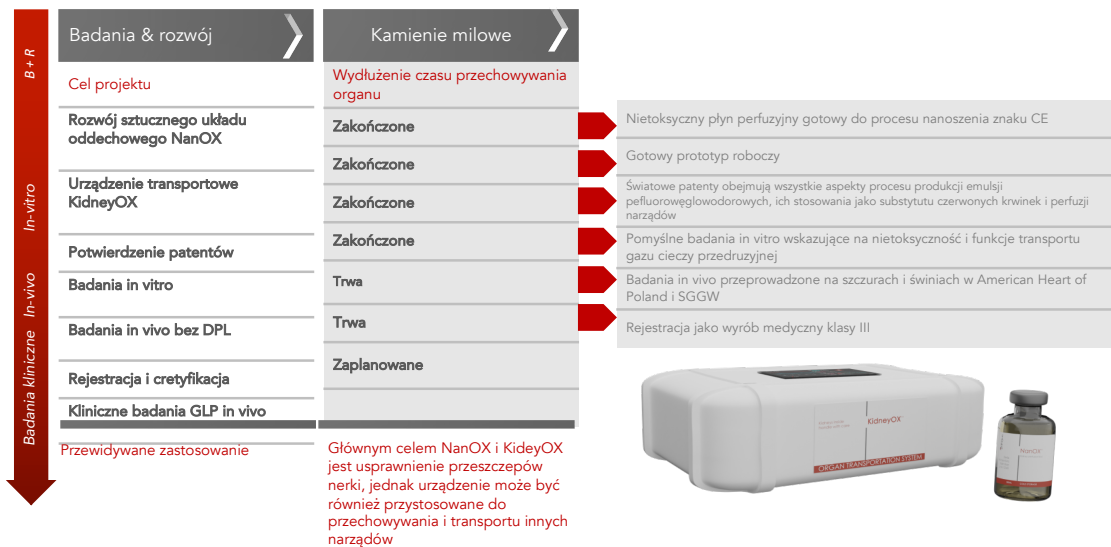 Badania & rozwój
Kamienie milowe
B + R
In-vitro
In-vivo
Badania kliniczne
Cel projektu
Wydłużenie czasu przechowywania
organu
Rozwój sztucznego układu
oddechowego NanOX
Zakończone
Nietoksyczny płyn perfuzyjny gotowy do procesu nanoszenia znaku CE
Zakończone
Gotowy prototyp roboczy
Urządzenie transportowe
KidneyOX
Zakończone
Światowe patenty obejmują wszystkie aspekty procesu produkcji emulsji
pefluorowęglowodorowych, ich stosowania jako substytutu czerwonych krwinek i perfuzji
narządów
Potwierdzenie patentów
Zakończone
Pomyślne badania in vitro wskazujące na nietoksyczność i funkcje transportu
gazu cieczy przedruzyjnej
Badania in vitro
Trwa
Badania in vivo przeprowadzone na szczurach i świniach w American Heart of
Poland i SGGW
Badania in vivo bez DPL
Trwa
Rejestracja jako wyrób medyczny klasy III
Rejestracja i cretyfikacja
Zaplanowane
Kliniczne badania GLP in vivo
Przewidywane zastosowanie
Głównym celem NanOX i KideyOX
jest usprawnienie przeszczepów
nerki, jednak urządzenie może być
również przystosowane do
przechowywania i transportu innych
narządów
KidneyOX
ORGAN TRANSPORTATION SYSTEM
NanOX